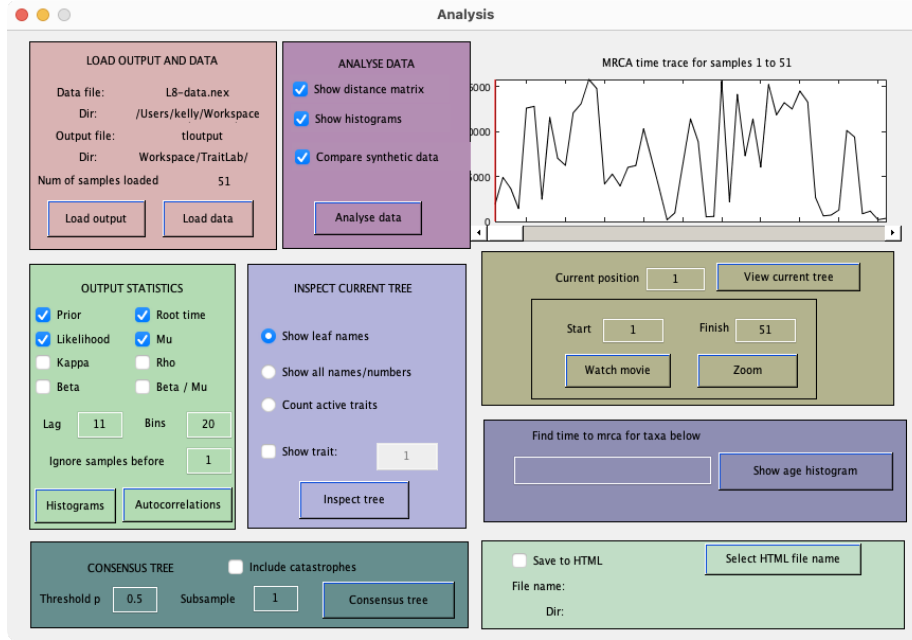 Analysis
LOAD OUTPUT AND DATA
Data file: L8-data.nex
Dir: /Users/kelly/Workspace
Output file: tloutput
Dir: Workspace/TraitLab/
Num of samples loaded 51
Load output Load data
ANALYSE DATA
Show distance matrix
Show histograms
Compare synthetic data
Analyse data
MRCA time trace for samples 1 to 51
5000
0000
5000
0
OUTPUT STATISTICS
Prior Root time
Likelihood Mu
Kappa Rho
Beta Beta / Mu
Lag 11 Bins 20
Ignore samples before 1
Histograms Autocorrelations
INSPECT CURRENT TREE
Show leaf names
Show all names/numbers
Count active traits
Show trait: 1
Inspect tree
Current position 1 View current tree
Start 1 Finish 51
Watch movie Zoom
Find time to mrca for taxa below
Show age histogram
CONSENSUS TREE Include catastrophes
Threshold p 0.5 Subsample 1 Consensus tree
Save to HTML Select HTML file name
File name:
Dir: